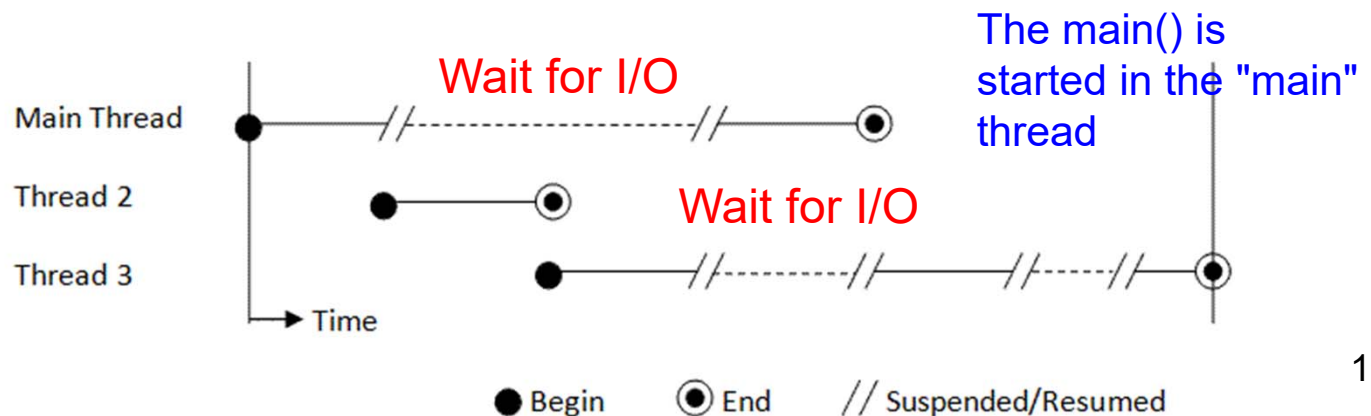 The main() is
started in the "main"
thread
Wait for I/O
Main Thread
Thread 2
Wait for I/O
Thread 3
Time
1
Begin End // Suspended/Resumed